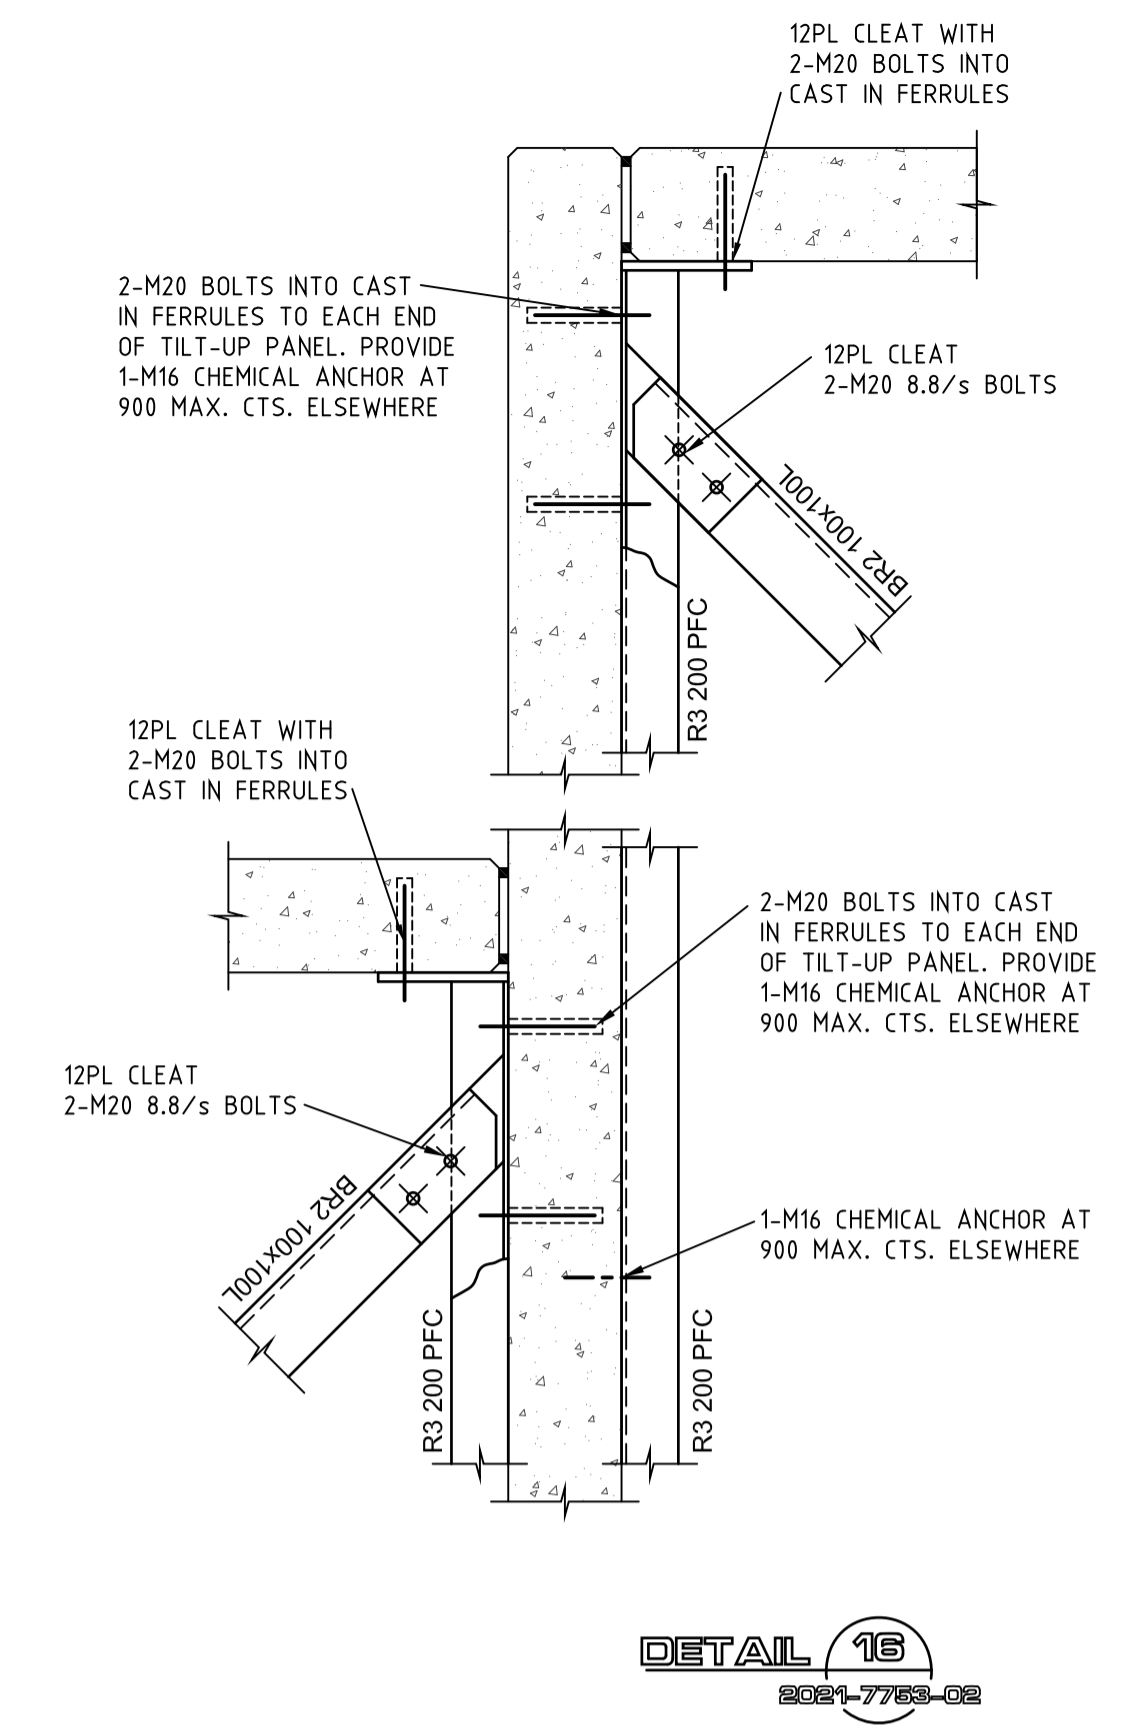 12PL CLEAT WITH
2-M20 BOLTS INTO
CAST IN FERRULES
2-M20 BOLTS INTO CAST
IN FERRULES TO EACH END
OF TILT-UP PANEL. PROVIDE
1-M16 CHEMICAL ANCHOR AT
900 MAX. CTS. ELSEWHERE
12PL CLEAT
2-M20 8.8/s BOLTS
BR2 100x100L
R3 200 PFC
12PL CLEAT WITH
2-M20 BOLTS INTO
CAST IN FERRULES
2-M20 BOLTS INTO CAST
IN FERRULES TO EACH END
OF TILT-UP PANEL. PROVIDE
1-M16 CHEMICAL ANCHOR AT
900 MAX. CTS. ELSEWHERE
12PL CLEAT
2-M20 8.8/s BOLTS
BR2 100x100L
1-M16 CHEMICAL ANCHOR AT
900 MAX. CTS. ELSEWHERE
R3 200 PFC
R3 200 PFC
DETAIL 16
2021-7753-02